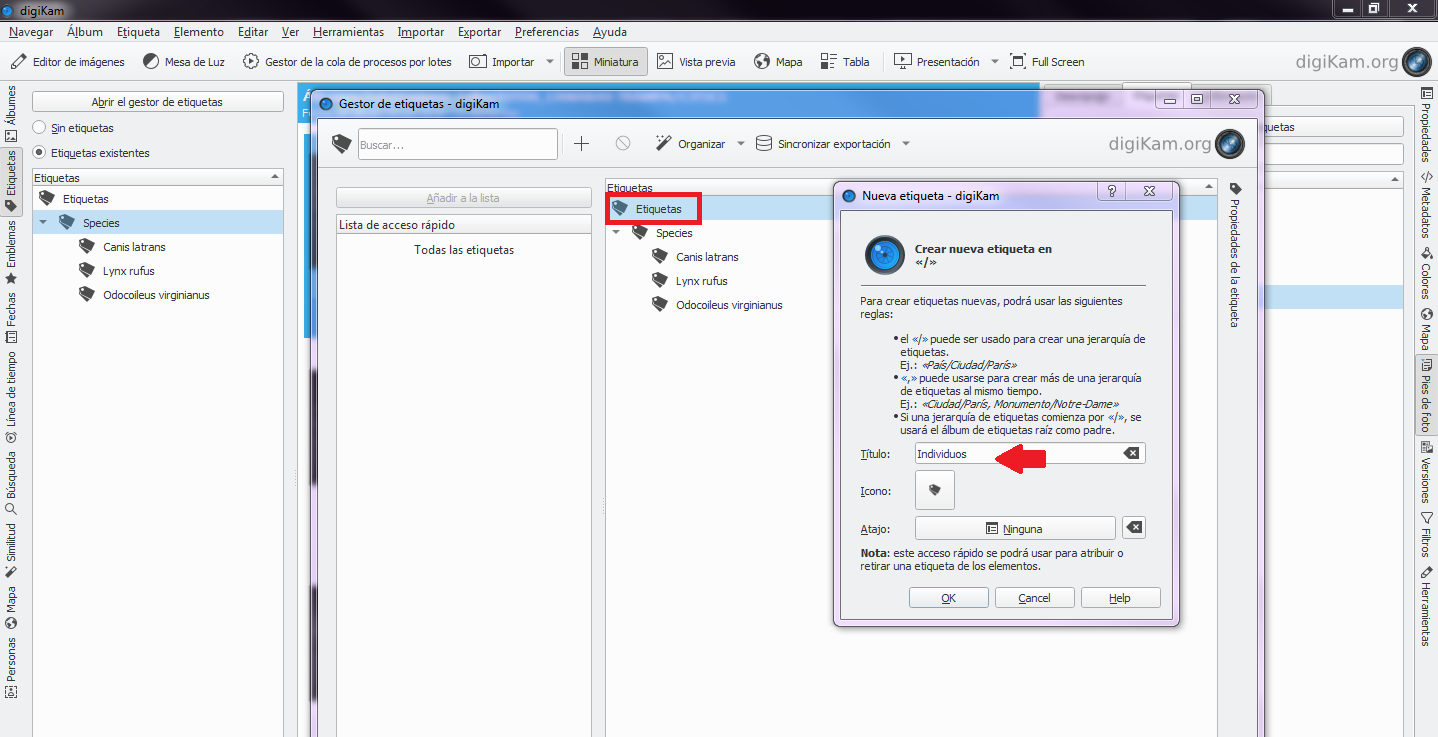 digiKam
Navegar Álbum Etiqueta Elemento Editar Ver Herramientas Importar Exportar Preferencias Ayuda
Editor de imágenes Mesa de Luz Gestor de la cola de procesos por lotes Importar Miniatura Vista previa Mapa Tabla Presentación Full Screen digiKam.org
Álbumes
Etiquetas
Emblemas
Fechas
Línea de tiempo
Búsqueda
Similitud
Mapa
Personas
Abrir el gestor de etiquetas
Sin etiquetas
Etiquetas existentes
Etiquetas
Etiquetas
Species
Canis latrans
Lynx rufus
Odocoileus virginianus
Gestor de etiquetas - digiKam
Buscar...
Organizar Sincronizar exportación digiKam.org
Añadir a la lista
Lista de acceso rápido
Todas las etiquetas
Etiquetas
Etiquetas
Species
Canis latrans
Lynx rufus
Odocoileus virginianus
Propiedades de la etiqueta
Nueva etiqueta - digiKam
?
Crear nueva etiqueta en
«/»
Para crear etiquetas nuevas, podrá usar las siguientes
reglas:
• el «/» puede ser usado para crear una jerarquía de
etiquetas.
Ej.: «País/Ciudad/París»
• «,» puede usarse para crear más de una jerarquía
de etiquetas al mismo tiempo.
Ej.: «Ciudad/París, Monumento/Notre-Dame»
• Si una jerarquía de etiquetas comienza por «/», se
usará el álbum de etiquetas raíz como padre.
Título: Individuos
Icono:
Atajo: Ninguna
Nota: este acceso rápido se podrá usar para atribuir o
retirar una etiqueta de los elementos.
OK Cancel Help
quetas
Propiedades
Metadatos
Colores
Mapa
Pies de foto
Versiones
Filtros
Herramientas